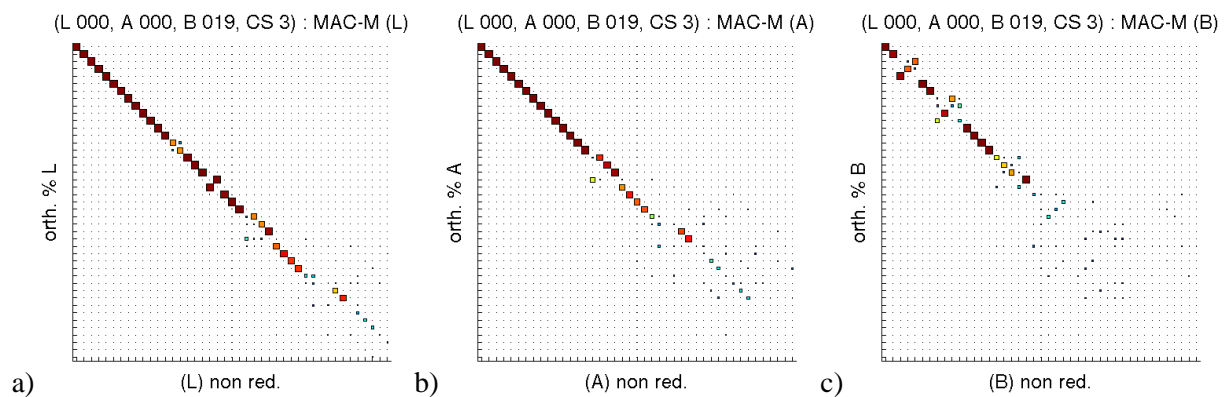 (L 000, A 000, B 019, CS 3) : MAC-M (L)
orth. % L
(L) non red.
a)
(L 000, A 000, B 019, CS 3) : MAC-M (A)
orth. % A
(A) non red.
b)
(L 000, A 000, B 019, CS 3) : MAC-M (B)
orth. % B
(B) non red.
c)